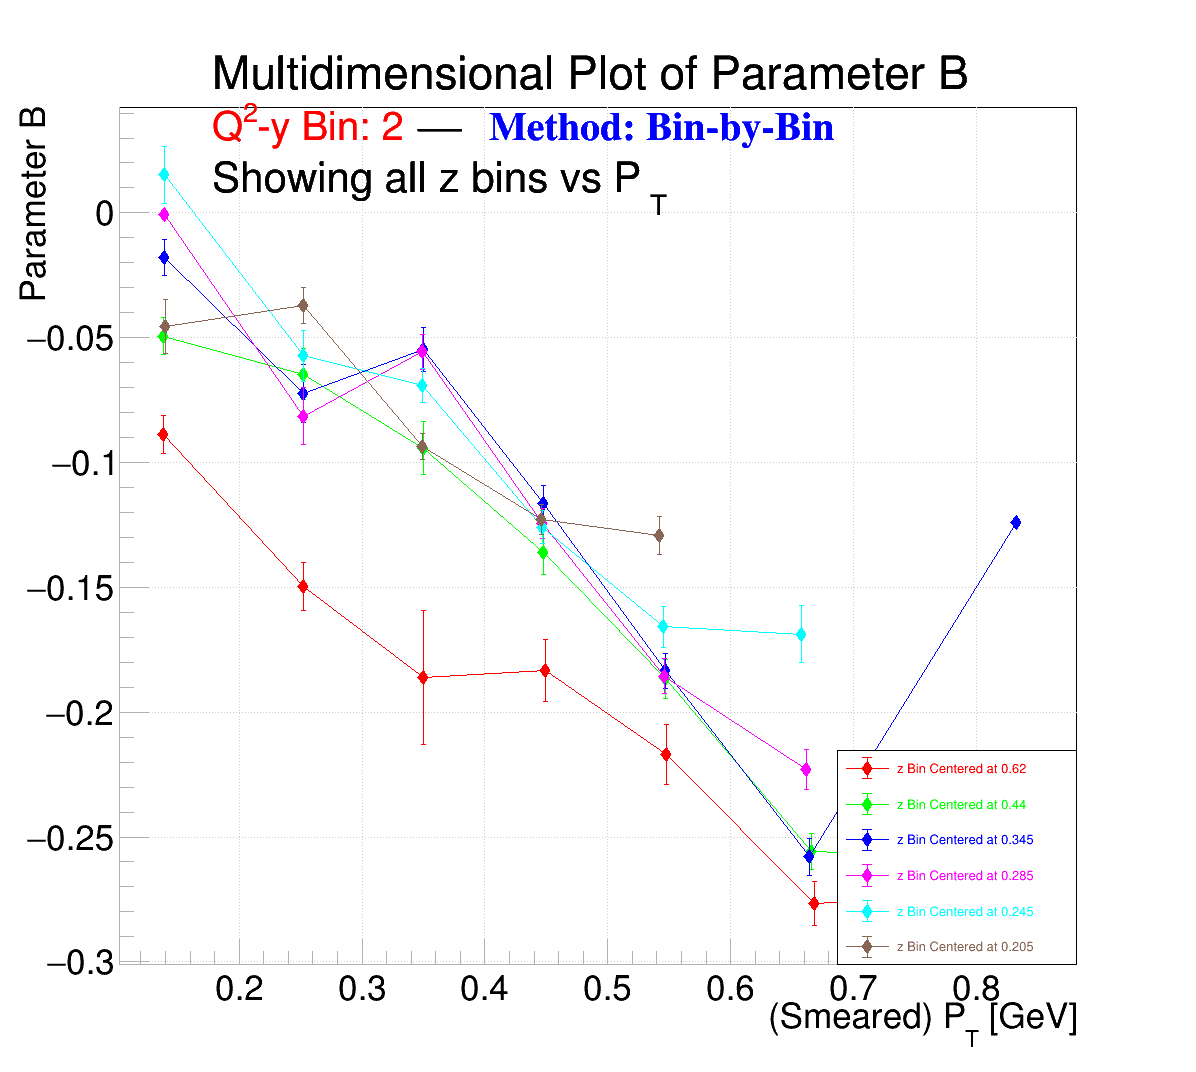 Multidimensional Plot of Parameter B
Q²-y Bin: 2 — Method: Bin-by-Bin
Showing all z bins vs P_T
Parameter B
0
−0.05
−0.1
−0.15
−0.2
−0.25
−0.3
z Bin Centered at 0.62
z Bin Centered at 0.44
z Bin Centered at 0.345
z Bin Centered at 0.285
z Bin Centered at 0.245
z Bin Centered at 0.205
0.2 0.3 0.4 0.5 0.6 0.7 0.8
(Smeared) P_T [GeV]